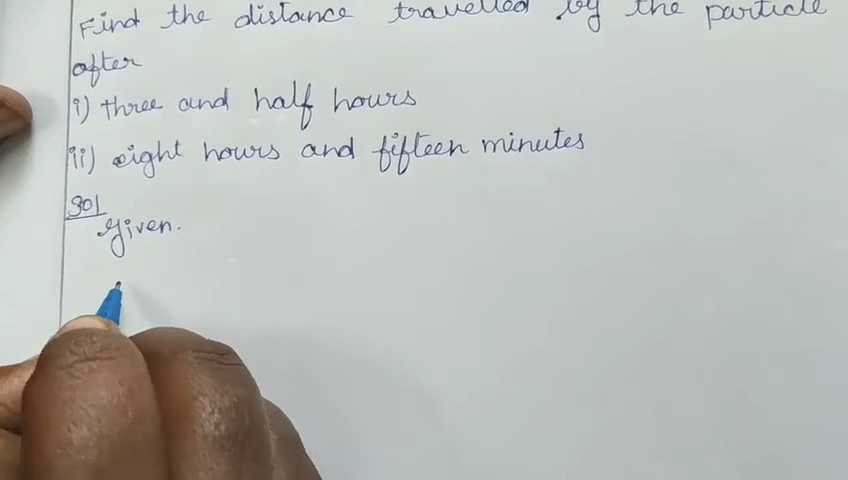 Find the distance travelled by the particle
after
i) three and half hours
ii) eight hours and fifteen minutes
Sol
Given.